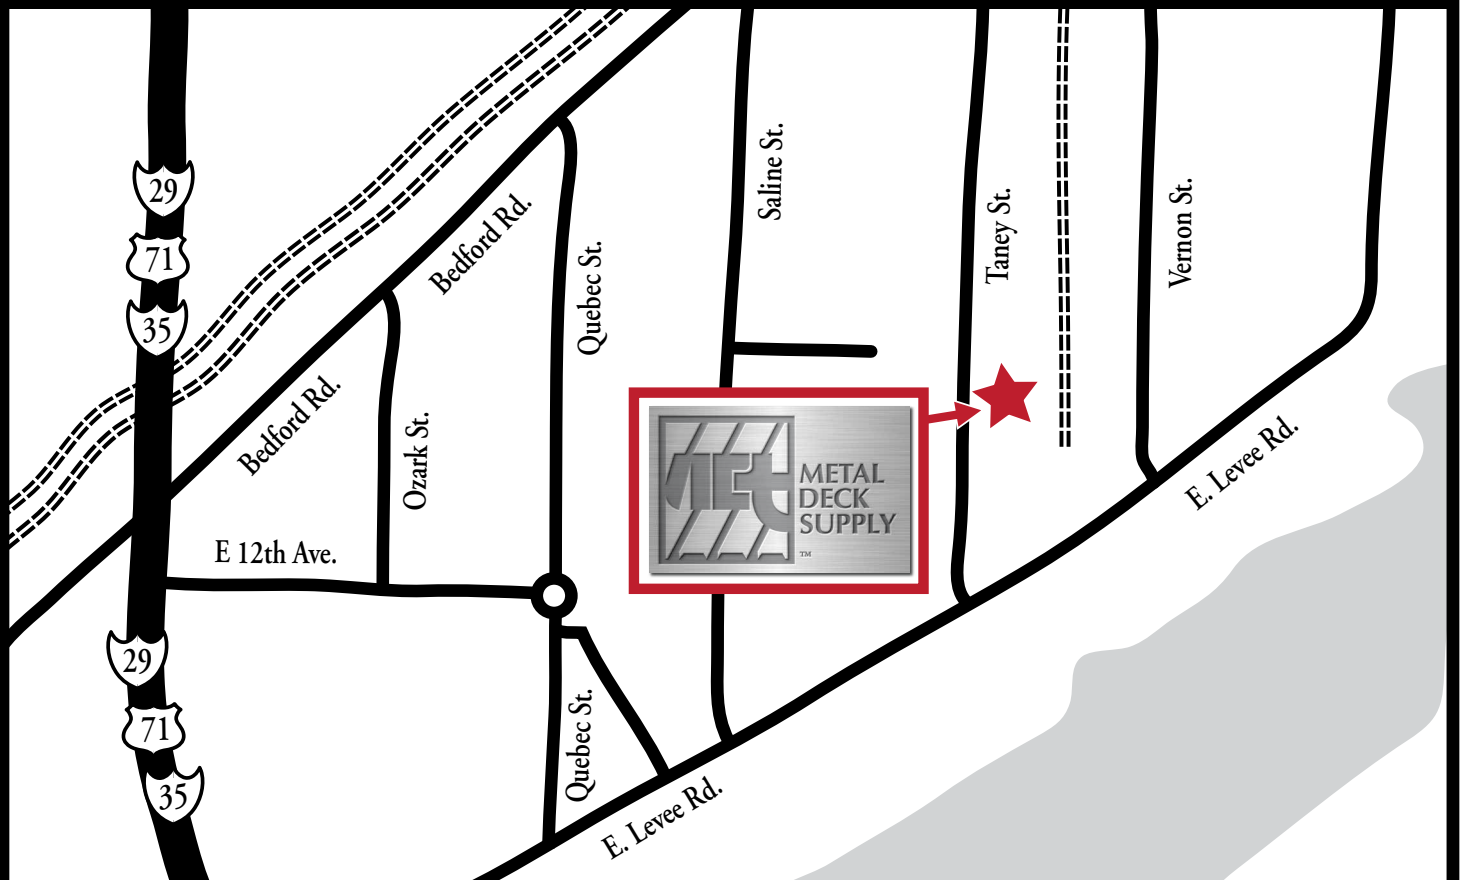 29
71
35
Bedford Rd.
Bedford Rd.
Ozark St.
Quebec St.
Saline St.
Taney St.
Vernon St.
METAL
DECK
SUPPLY
™
E. Levee Rd.
E 12th Ave.
29
71
35
Quebec St.
E. Levee Rd.